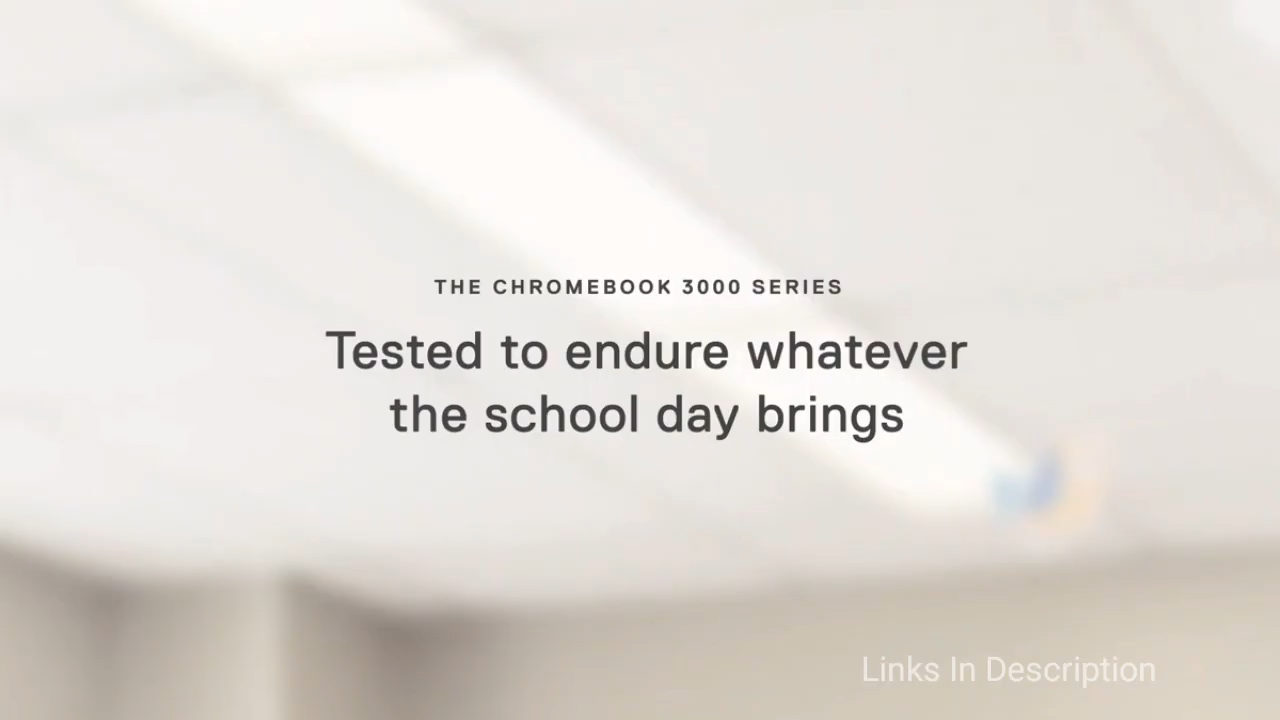 THE CHROMEBOOK 3000 SERIES
Tested to endure whatever
the school day brings
Links In Description